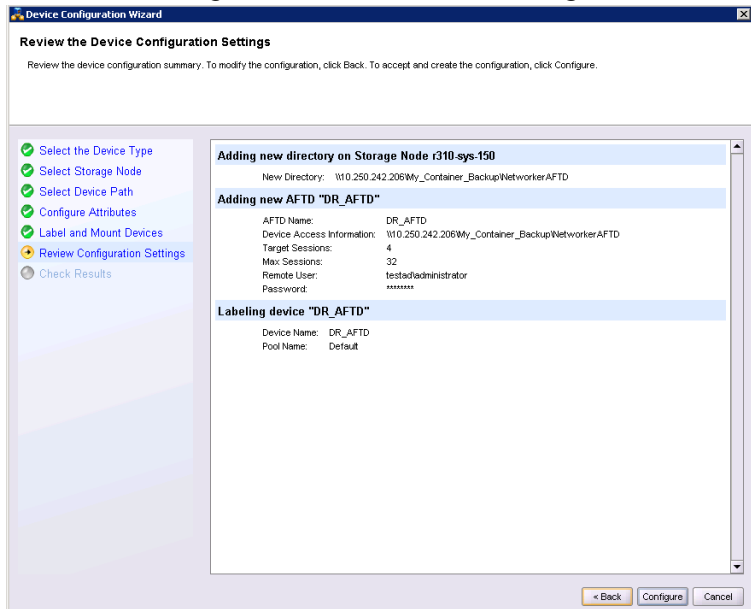 Device Configuration Wizard
Review the Device Configuration Settings
Review the device configuration summary. To modify the configuration, click Back. To accept and create the configuration, click Configure.
Select the Device Type
Select Storage Node
Select Device Path
Configure Attributes
Label and Mount Devices
Review Configuration Settings
Check Results
Adding new directory on Storage Node r310-sys-150
New Directory: \\10.250.242.206\My_Container_Backup\NetworkerAFTD
Adding new AFTD "DR_AFTD"
AFTD Name: DR_AFTD
Device Access Information: \\10.250.242.206\My_Container_Backup\NetworkerAFTD
Target Sessions: 4
Max Sessions: 32
Remote User: testad\administrator
Password: ********
Labeling device "DR_AFTD"
Device Name: DR_AFTD
Pool Name: Default
< Back Configure Cancel